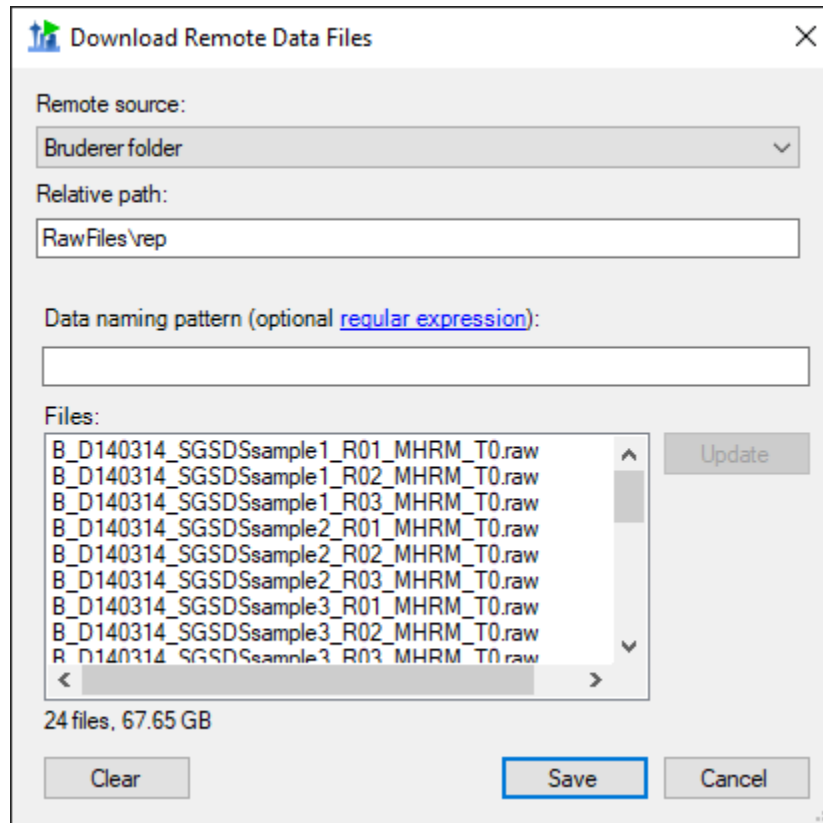 Download Remote Data Files
Remote source:
Bruderer folder
Relative path:
RawFiles\rep
Data naming pattern (optional regular expression):
Files:
B_D140314_SGSDSsample1_R01_MHRM_T0.raw
B_D140314_SGSDSsample1_R02_MHRM_T0.raw
B_D140314_SGSDSsample1_R03_MHRM_T0.raw
B_D140314_SGSDSsample2_R01_MHRM_T0.raw
B_D140314_SGSDSsample2_R02_MHRM_T0.raw
B_D140314_SGSDSsample2_R03_MHRM_T0.raw
B_D140314_SGSDSsample3_R01_MHRM_T0.raw
B_D140314_SGSDSsample3_R02_MHRM_T0.raw
B_D140314_SGSDSsample3_R03_MHRM_T0.raw
Update
24 files, 67.65 GB
Clear Save Cancel